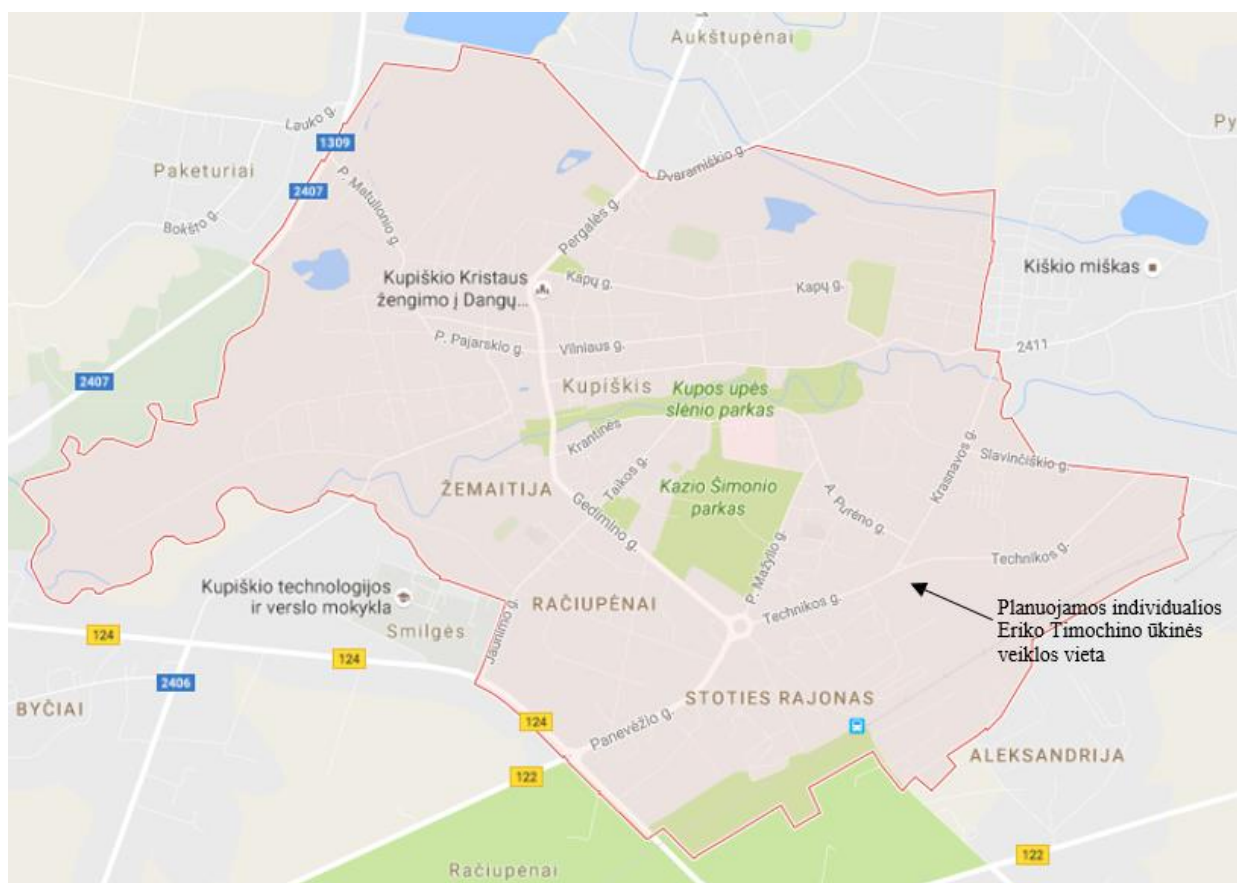 Aukštupėnai
Lauko g.
1309
Paketuriai
2407
Bokšto g.
P. Matulionio g.
Dvaramiškio g.
Pergalės g.
Py
Kupiškio Kristaus
žengimo į Dangų...
Kapų g.
Kapų g.
Kiškio miškas
P. Pajarskio g.
Vilniaus g.
2411
2407
Kupiškis
Kupos upės
slėnio parkas
Krantinės
Taikos g.
Krasnavos g.
Slavinčiškio g.
ŽEMAITIJA
Kazio Šimonio
parkas
A. Purėno g.
Gedimino g.
Technikos g.
P. Mažylio g.
Kupiškio technologijos
ir verslo mokykla
RAČIUPĖNAI
Technikos g.
Planuojamos individualios
Eriko Timochino ūkinės
veiklos vieta
Smilgės
Jaunimo g.
124
124
2406
STOTIES RAJONAS
BYČIAI
124
Panevėžio g.
ALEKSANDRIJA
122
122
Račiupėnai